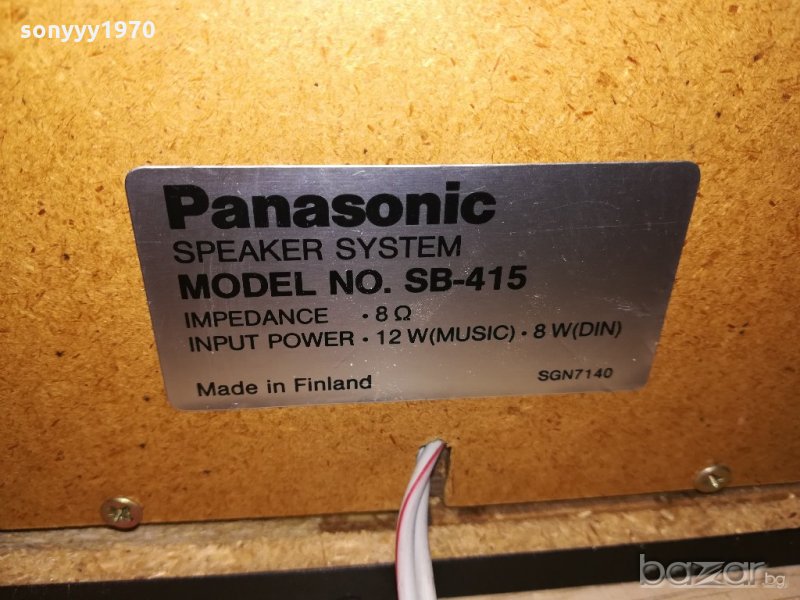 sonyyy1970
Panasonic
SPEAKER SYSTEM
MODEL NO. SB-415
IMPEDANCE · 8 Ω
INPUT POWER · 12 W(MUSIC) · 8 W(DIN)
Made in Finland SGN7140
bazar.bg